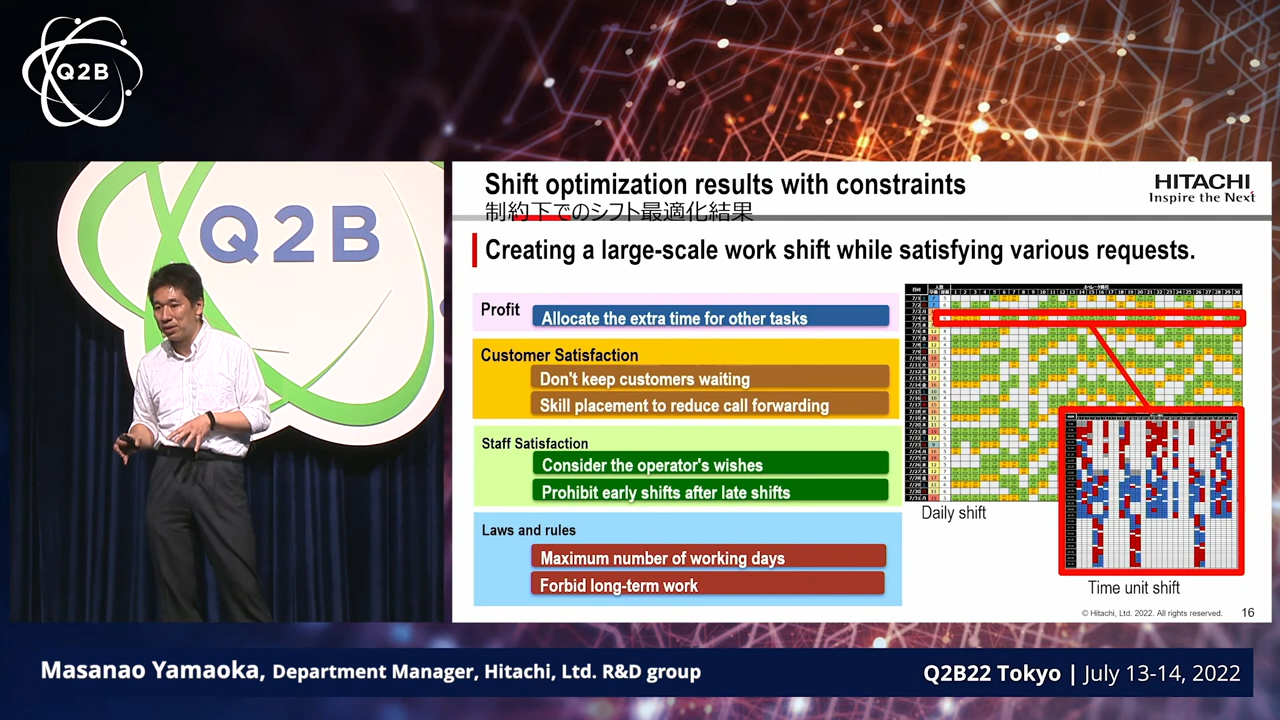 Q2B
Q2B
Shift optimization results with constraints
制約下でのシフト最適化結果
HITACHI
Inspire the Next
Creating a large-scale work shift while satisfying various requests.
Profit
Allocate the extra time for other tasks
Customer Satisfaction
Don't keep customers waiting
Skill placement to reduce call forwarding
Staff Satisfaction
Consider the operator's wishes
Prohibit early shifts after late shifts
Laws and rules
Maximum number of working days
Forbid long-term work
Daily shift
Time unit shift
© Hitachi, Ltd. 2022. All rights reserved.
16
Masanao Yamaoka, Department Manager, Hitachi, Ltd. R&D group
Q2B22 Tokyo | July 13-14, 2022